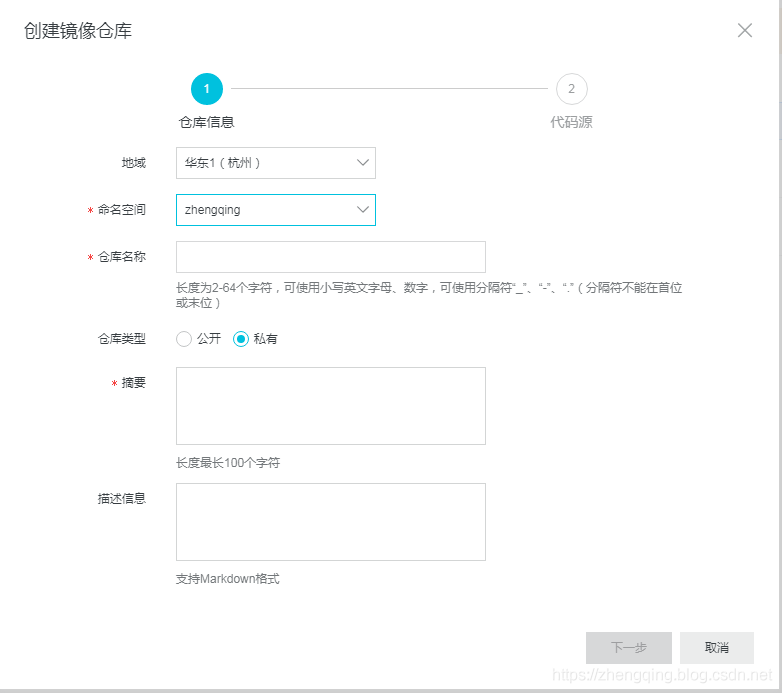 创建镜像仓库
1
2
仓库信息
代码源
地域
华东1（杭州）
* 命名空间
zhengqing
* 仓库名称
长度为2-64个字符，可使用小写英文字母、数字，可使用分隔符“_”、“-”、“.”（分隔符不能在首位
或末位）
仓库类型
公开
私有
* 摘要
长度最长100个字符
描述信息
支持Markdown格式
下一步
取消
https://zhengqing.blog.csdn.net